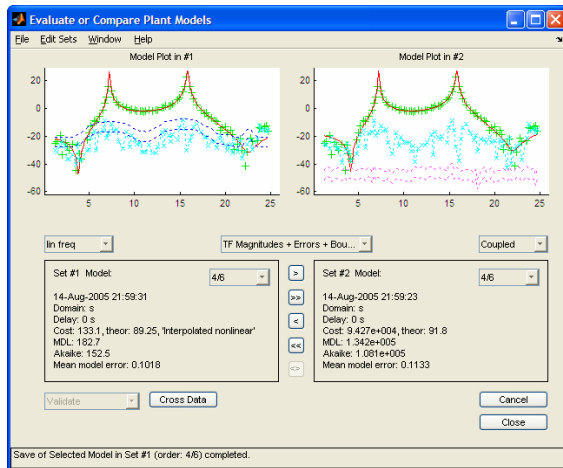 Evaluate or Compare Plant Models
File Edit Sets Window Help
Model Plot in #1
Model Plot in #2
20
0
-20
-40
-60
5 10 15 20 25
20
0
-20
-40
-60
5 10 15 20 25
lin freq
TF Magnitudes + Errors + Bou...
Coupled
Set #1 Model:
4/6
14-Aug-2005 21:59:31
Domain: s
Delay: 0 s
Cost: 133.1, theor: 89.25, 'Interpolated nonlinear'
MDL: 182.7
Akaike: 152.5
Mean model error: 0.1018
>
>>
<
<<
<>
Set #2 Model:
4/6
14-Aug-2005 21:59:23
Domain: s
Delay: 0 s
Cost: 9.427e+004, theor: 91.8
MDL: 1.342e+005
Akaike: 1.081e+005
Mean model error: 0.1133
Validate
Cross Data
Cancel
Close
Save of Selected Model in Set #1 (order: 4/6) completed.